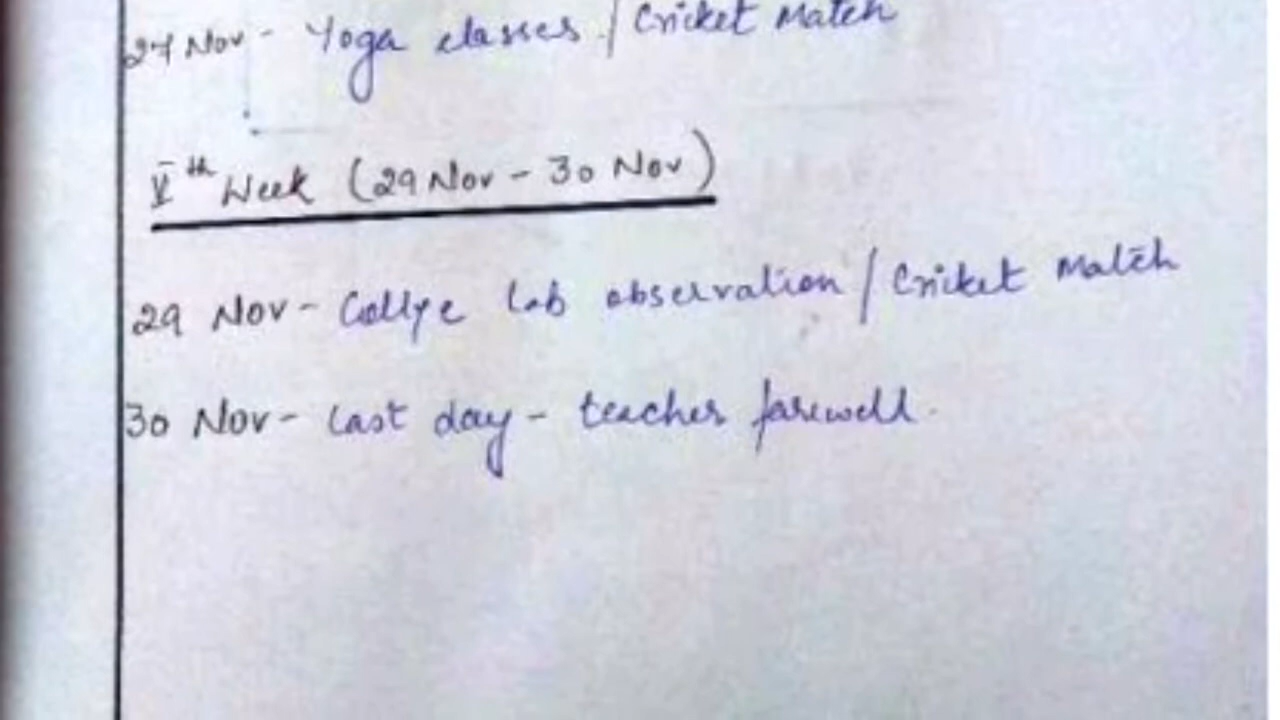 27 Nov - Yoga classes / Cricket Match
Vth Week (29 Nov - 30 Nov)
29 Nov - College Lab observation / Cricket Match
30 Nov - Last day - teacher farewell.